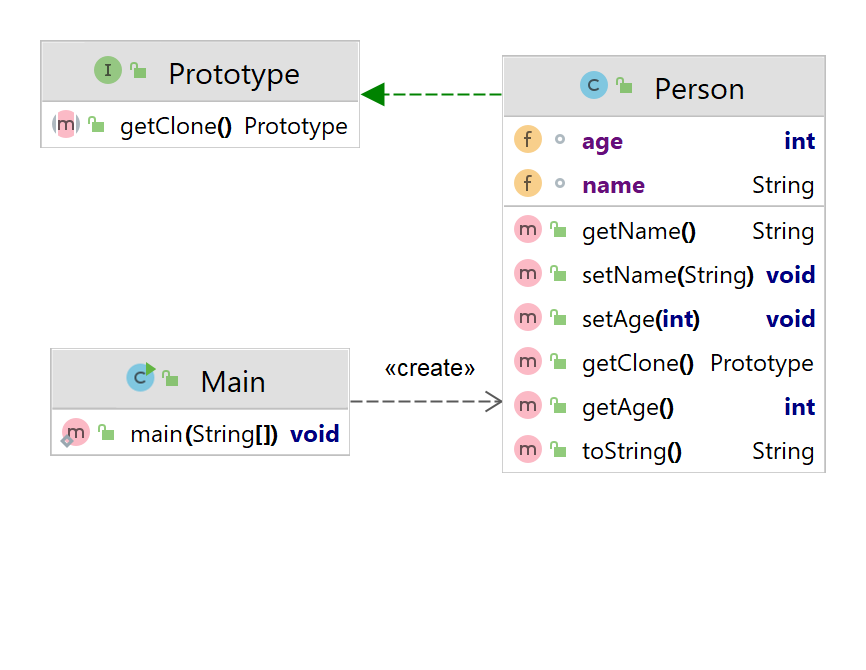 I Prototype
m getClone() Prototype
C Person
f age int
f name String
m getName() String
m setName(String) void
m setAge(int) void
m getClone() Prototype
m getAge() int
m toString() String
C Main
m main(String[]) void
«create»